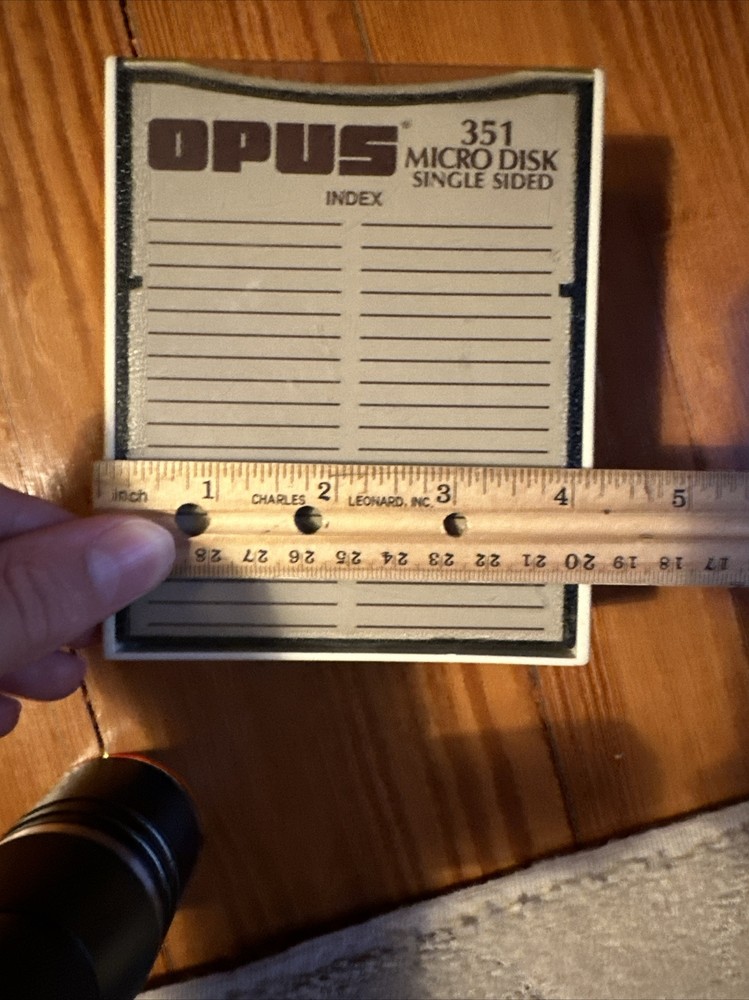 OPUS®
351
MICRO DISK
SINGLE SIDED
INDEX
inch 1 2 3 4 5
CHARLES LEONARD, INC.
28 27 26 25 24 23 22 21 20 19 18 17